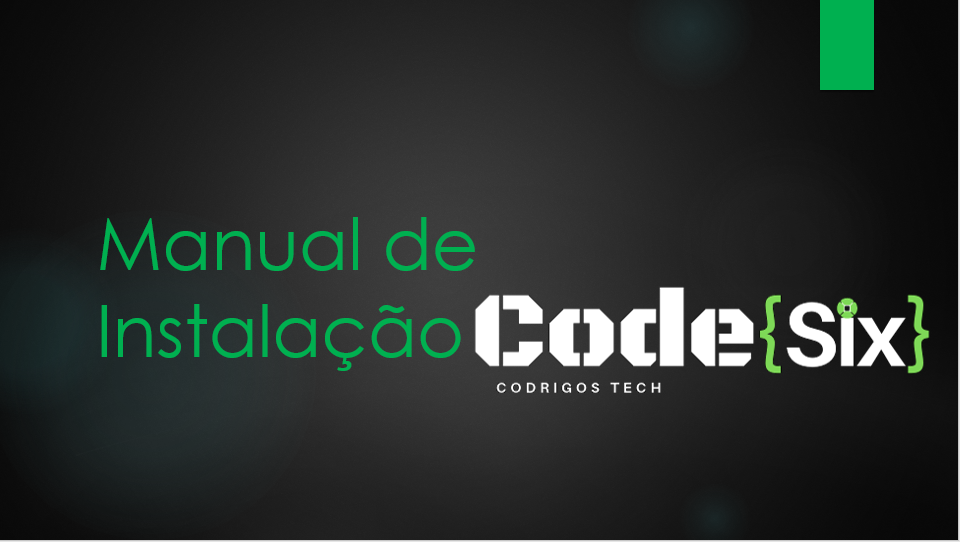 Manual de
Instalação
Code{Six}
CODRIGOS TECH